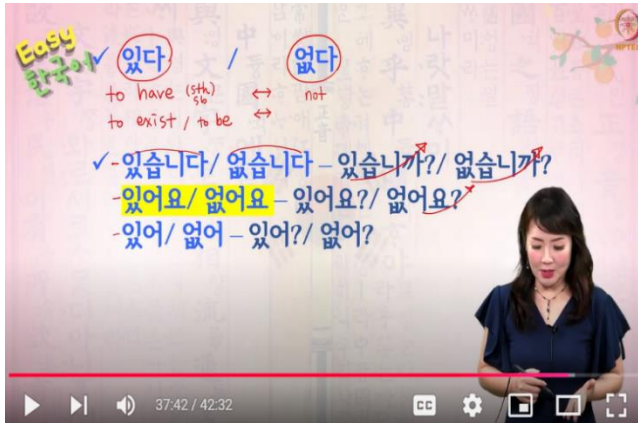 Easy
한국어
✓ 있다 / 없다
to have (sth) sb ↔ not
to exist / to be ↔
✓ - 있습니다/ 없습니다 – 있습니까?/ 없습니까?
- 있어요/ 없어요 – 있어요?/ 없어요?
- 있어/ 없어 – 있어?/ 없어?
37:42 / 42:32
CC